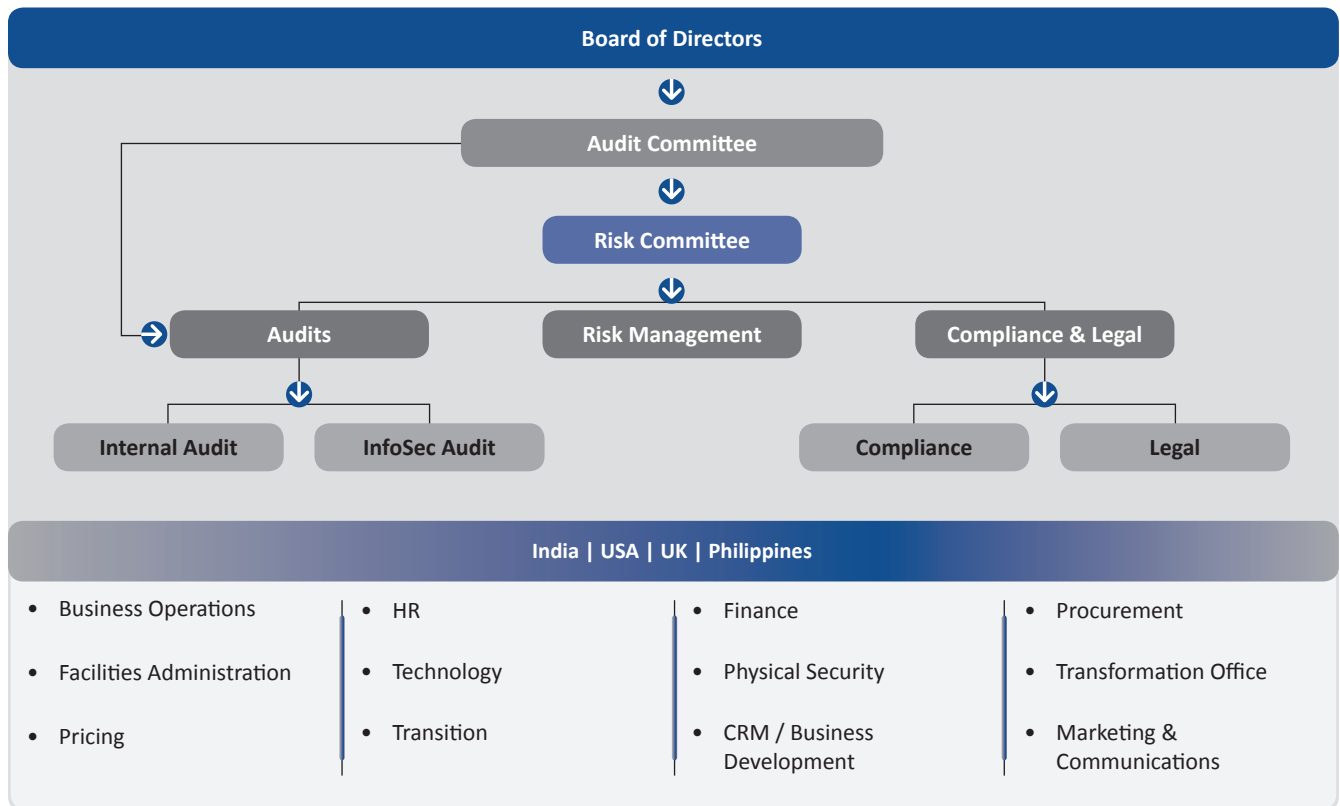 Board of Directors
Audit Committee
Risk Committee
Audits
Risk Management
Compliance & Legal
Internal Audit
InfoSec Audit
Compliance
Legal
India | USA | UK | Philippines
• Business Operations
• Facilities Administration
• Pricing
• HR
• Technology
• Transition
• Finance
• Physical Security
• CRM / Business
Development
• Procurement
• Transformation Office
• Marketing &
Communications